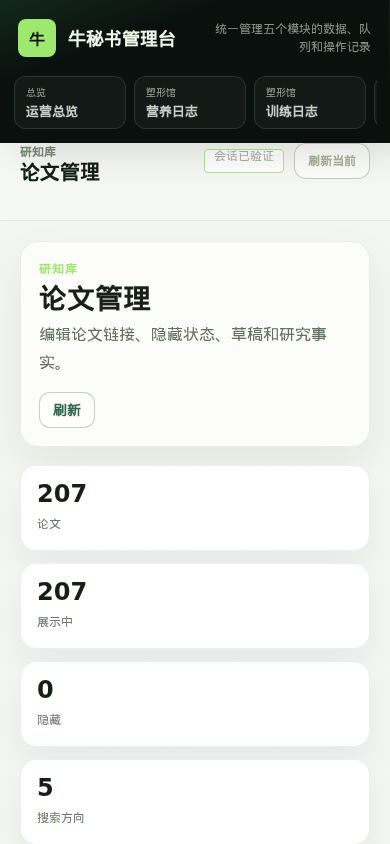 牛
牛秘书管理台
统一管理五个模块的数据、队
列和操作记录
总览
运营总览
塑形馆
营养日志
塑形馆
训练日志
研知库
论文管理
会话已验证
刷新当前
研知库
论文管理
编辑论文链接、隐藏状态、草稿和研究事
实。
刷新
207
论文
207
展示中
0
隐藏
5
搜索方向